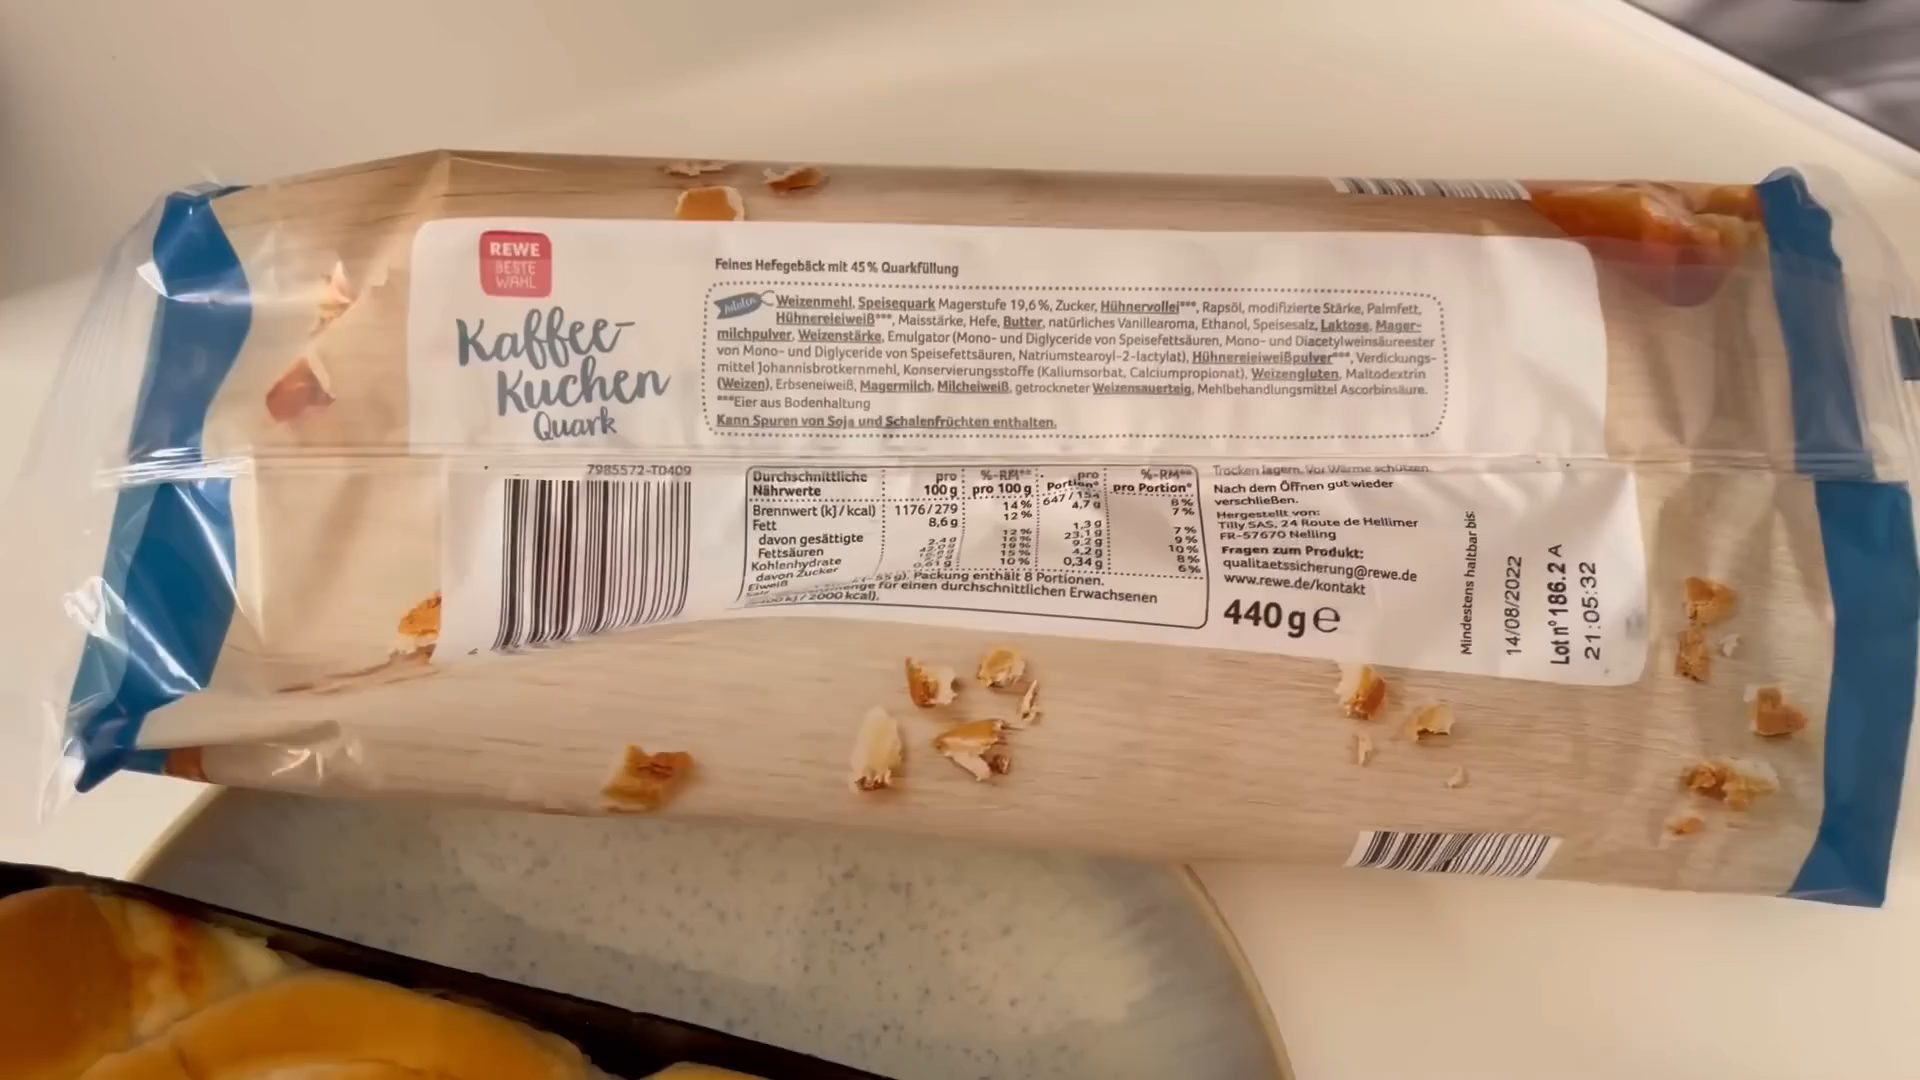 REWE
BESTE
WAHL
Kaffee-
Kuchen
Quark
Feines Hefegebäck mit 45% Quarkfüllung
Zutaten Weizenmehl, Speisequark Magerstufe 19,6%, Zucker, Hühnervollei***, Rapsöl, modifizierte Stärke, Palmfett,
Hühnereieiweiß***, Maisstärke, Hefe, Butter, natürliches Vanillearoma, Ethanol, Speisesalz, Laktose, Mager-
milchpulver, Weizenstärke, Emulgator (Mono- und Diglyceride von Speisefettsäuren, Mono- und Diacetylweinsäureester
von Mono- und Diglyceride von Speisefettsäuren, Natriumstearoyl-2-lactylat), Hühnereieiweißpulver***, Verdickungs-
mittel Johannisbrotkernmehl, Konservierungsstoffe (Kaliumsorbat, Calciumpropionat), Weizengluten, Maltodextrin
(Weizen), Erbseneiweiß, Magermilch, Milcheiweiß, getrockneter Weizensauerteig, Mehlbehandlungsmittel Ascorbinsäure.
***Eier aus Bodenhaltung
Kann Spuren von Soja und Schalenfrüchten enthalten.
7985572-T0409
Durchschnittliche pro %-RM** pro %-RM**
Nährwerte 100 g pro 100 g Portion* pro Portion*
Brennwert (kJ/kcal) 1176/279 14% 647/154 8%
Fett 8,6 g 12% 4,7 g 7%
davon gesättigte
Fettsäuren 2,4 g 12% 1,3 g 7%
Kohlenhydrate 16% 23,1 g 9%
davon Zucker 19% 9,2 g 10%
Eiweiß 15% 4,2 g 8%
10% 0,34 g 6%
55 g). Packung enthält 8 Portionen.
für einen durchschnittlichen Erwachsenen
2000 kcal).
Trocken lagern. Vor Wärme schützen.
Nach dem Öffnen gut wieder
verschließen.
Hergestellt von:
Tilly SAS, 24 Route de Hellimer
FR-57670 Nelling
Fragen zum Produkt:
qualitaetssicherung@rewe.de
www.rewe.de/kontakt
440 g e
Mindestens haltbar bis:
14/08/2022
Lot n° 186.2 A
21:05:32